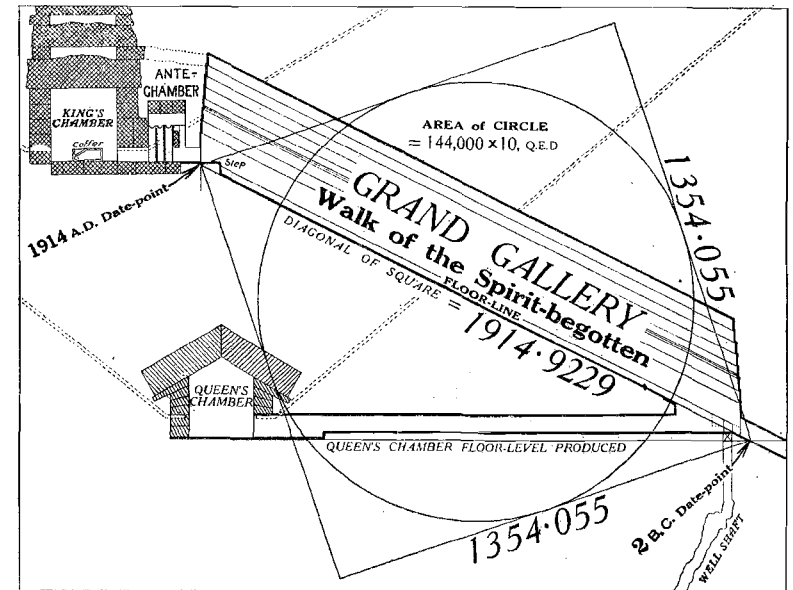 ANTE-
CHAMBER
KING'S
CHAMBER
coffer
Step
1914 A.D. Date-point
AREA of CIRCLE
= 144,000 × 10, Q.E.D
1354·055
GRAND GALLERY
Walk of the Spirit-begotten
FLOOR-LINE
DIAGONAL OF SQUARE = 1914·9229
QUEEN'S
CHAMBER
QUEEN'S CHAMBER FLOOR-LEVEL PRODUCED
1354·055
2 B.C. Date-point
WELL SHAFT